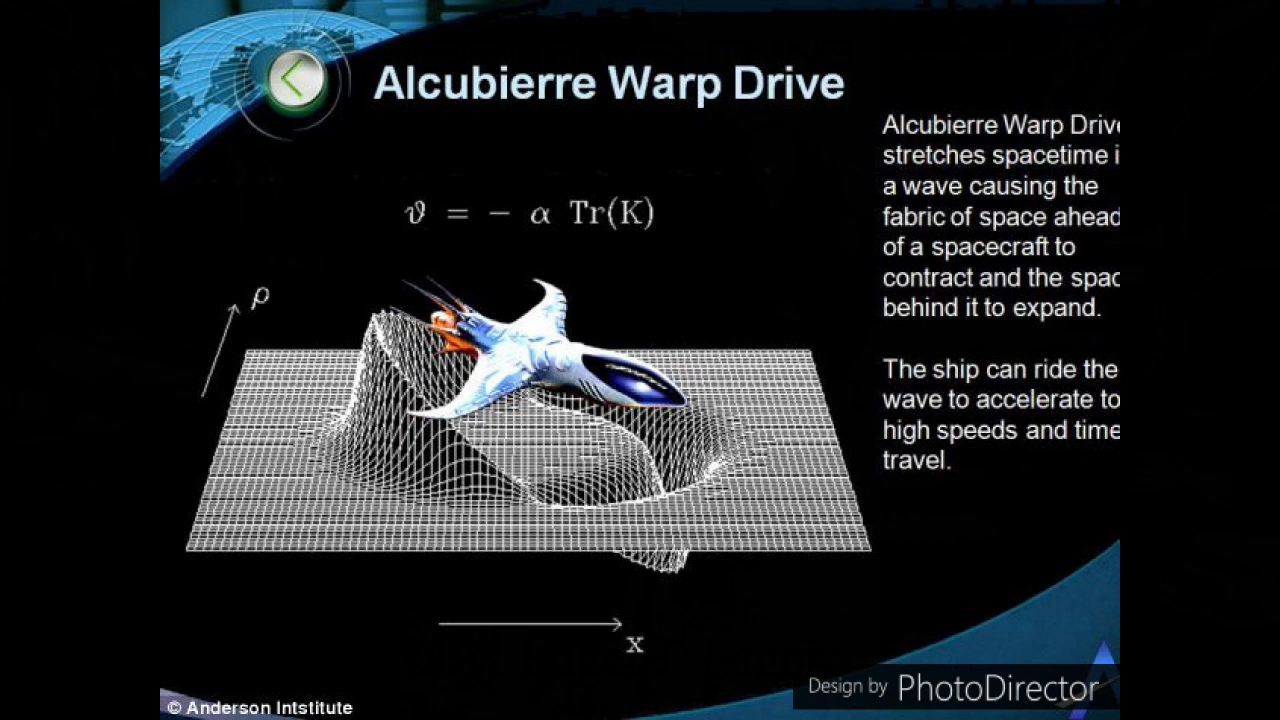 Alcubierre Warp Drive
Alcubierre Warp Drive
stretches spacetime i
a wave causing the
fabric of space ahead
of a spacecraft to
contract and the spac
behind it to expand.
The ship can ride the
wave to accelerate to
high speeds and time
travel.
ϑ = − α Tr(K)
ρ
x
© Anderson Intstitute
Design by PhotoDirector